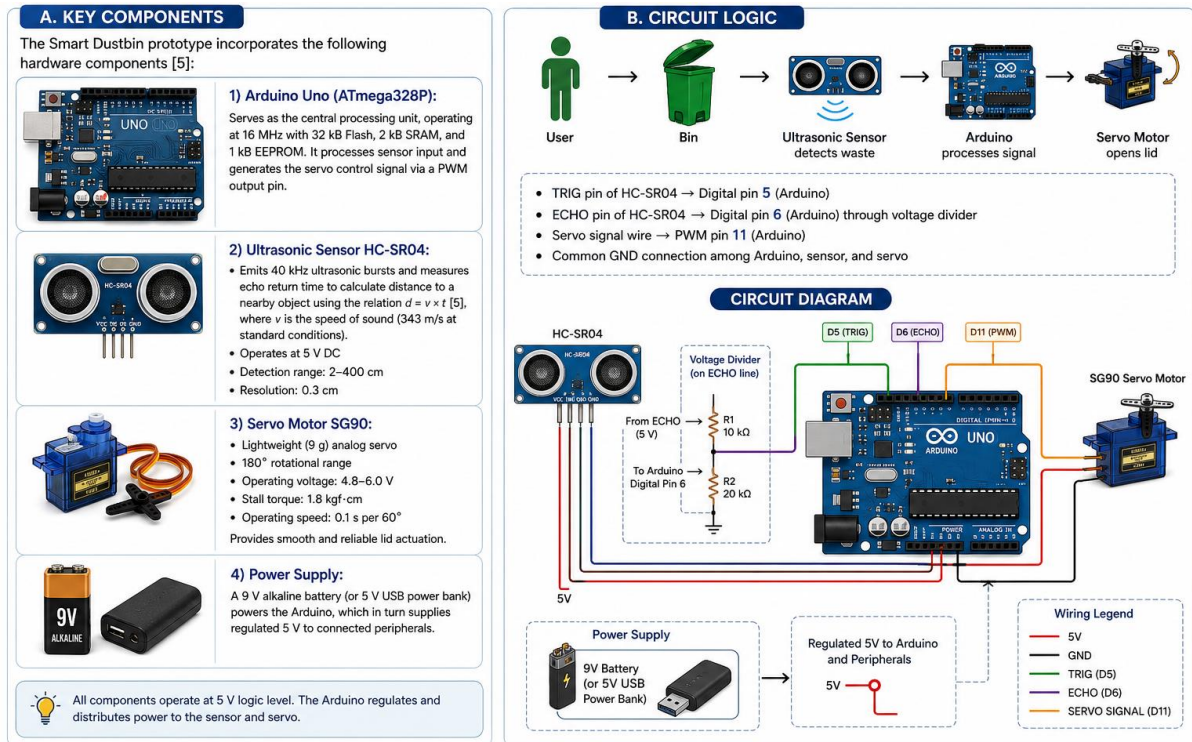 A. KEY COMPONENTS
The Smart Dustbin prototype incorporates the following
hardware components [5]:
UNO
1) Arduino Uno (ATmega328P):
Serves as the central processing unit, operating
at 16 MHz with 32 kB Flash, 2 kB SRAM, and
1 kB EEPROM. It processes sensor input and
generates the servo control signal via a PWM
output pin.
HC-SR04
2) Ultrasonic Sensor HC-SR04:
• Emits 40 kHz ultrasonic bursts and measures
echo return time to calculate distance to a
nearby object using the relation d = v × t [5],
where v is the speed of sound (343 m/s at
standard conditions).
• Operates at 5 V DC
• Detection range: 2–400 cm
• Resolution: 0.3 cm
3) Servo Motor SG90:
• Lightweight (9 g) analog servo
• 180° rotational range
• Operating voltage: 4.8–6.0 V
• Stall torque: 1.8 kgf·cm
• Operating speed: 0.1 s per 60°
Provides smooth and reliable lid actuation.
9V
ALKALINE
4) Power Supply:
A 9 V alkaline battery (or 5 V USB power bank)
powers the Arduino, which in turn supplies
regulated 5 V to connected peripherals.
All components operate at 5 V logic level. The Arduino regulates and
distributes power to the sensor and servo.
B. CIRCUIT LOGIC
User
Bin
Ultrasonic Sensor
detects waste
Arduino
processes signal
Servo Motor
opens lid
• TRIG pin of HC-SR04 → Digital pin 5 (Arduino)
• ECHO pin of HC-SR04 → Digital pin 6 (Arduino) through voltage divider
• Servo signal wire → PWM pin 11 (Arduino)
• Common GND connection among Arduino, sensor, and servo
CIRCUIT DIAGRAM
HC-SR04
Voltage Divider
(on ECHO line)
From ECHO
(5 V)
R1
10 kΩ
To Arduino
Digital Pin 6
R2
20 kΩ
5V
D5 (TRIG)
D6 (ECHO)
D11 (PWM)
UNO
ARDUINO
POWER
ANALOG IN
SG90 Servo Motor
Power Supply
9V Battery
(or 5V USB
Power Bank)
Regulated 5V to Arduino
and Peripherals
5V
Wiring Legend
5V
GND
TRIG (D5)
ECHO (D6)
SERVO SIGNAL (D11)